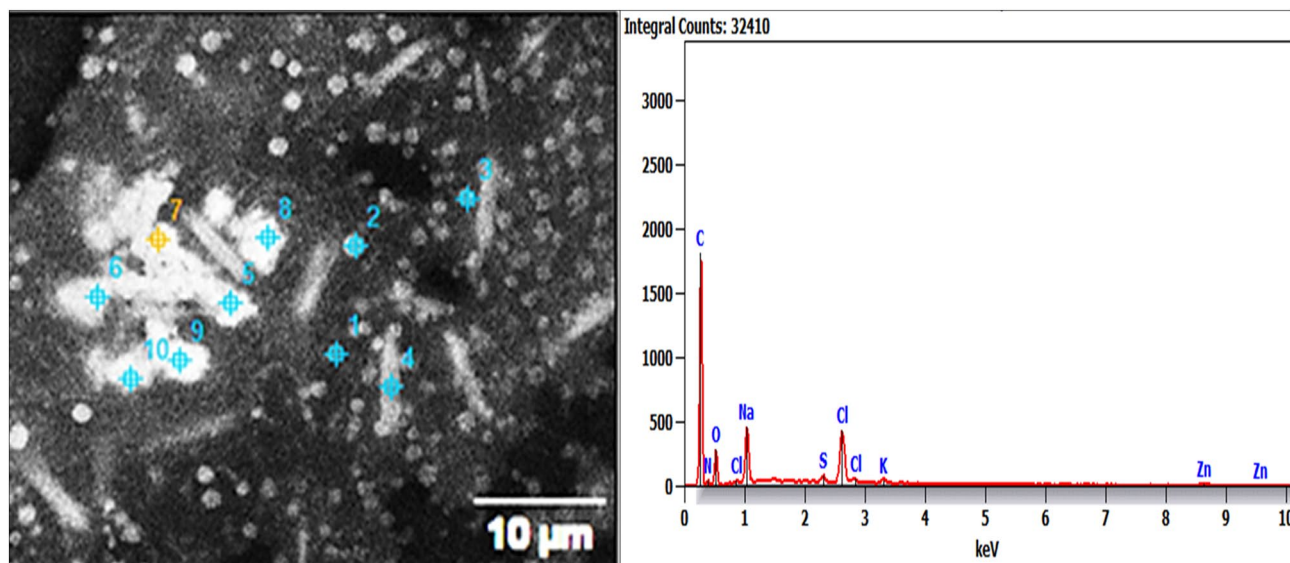 3
7
8
2
6
5
1
9
10
4
10 µm
Integral Counts: 32410
3000
2500
2000
1500
1000
500
0
C
N
O
Cl
Na
S
Cl
Cl
K
Zn
Zn
0 1 2 3 4 5 6 7 8 9 10
keV